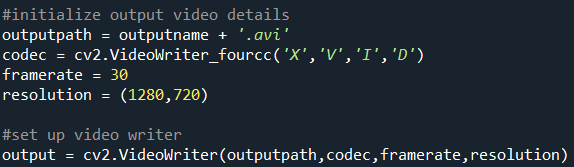 #initialize output video details
outputpath = outputname + '.avi'
codec = cv2.VideoWriter_fourcc('X','V','I','D')
framerate = 30
resolution = (1280,720)
#set up video writer
output = cv2.VideoWriter(outputpath,codec,framerate,resolution)